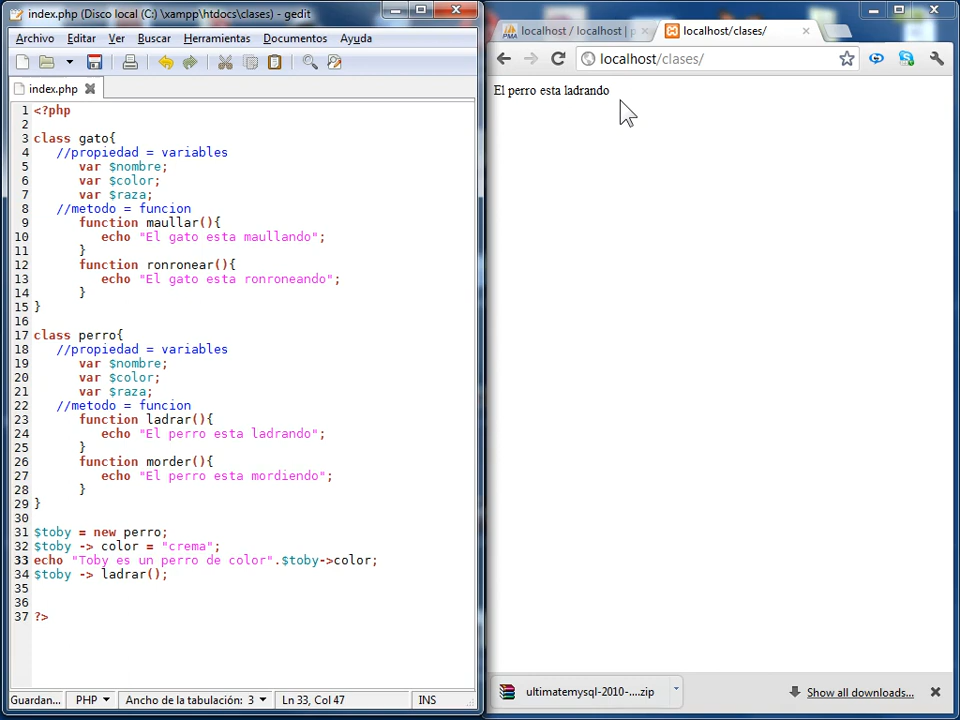 index.php (Disco local (C:) \xampp\htdocs\clases) - gedit
Archivo Editar Ver Buscar Herramientas Documentos Ayuda
index.php
1 <?php
2
3 class gato{
4 //propiedad = variables
5 var $nombre;
6 var $color;
7 var $raza;
8 //metodo = funcion
9 function maullar(){
10 echo "El gato esta maullando";
11 }
12 function ronronear(){
13 echo "El gato esta ronroneando";
14 }
15 }
16
17 class perro{
18 //propiedad = variables
19 var $nombre;
20 var $color;
21 var $raza;
22 //metodo = funcion
23 function ladrar(){
24 echo "El perro esta ladrando";
25 }
26 function morder(){
27 echo "El perro esta mordiendo";
28 }
29 }
30
31 $toby = new perro;
32 $toby -> color = "crema";
33 echo "Toby es un perro de color".$toby->color;
34 $toby -> ladrar();
35
36
37 ?>
Guardan... PHP Ancho de la tabulación: 3 Ln 33, Col 47 INS
PMA localhost / localhost | p
localhost/clases/
localhost/clases/
El perro esta ladrando
ultimatemysql-2010-....zip
Show all downloads...